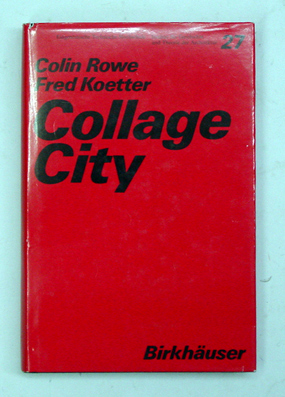 27
Colin Rowe
Fred Koetter
Collage
City
Birkhäuser